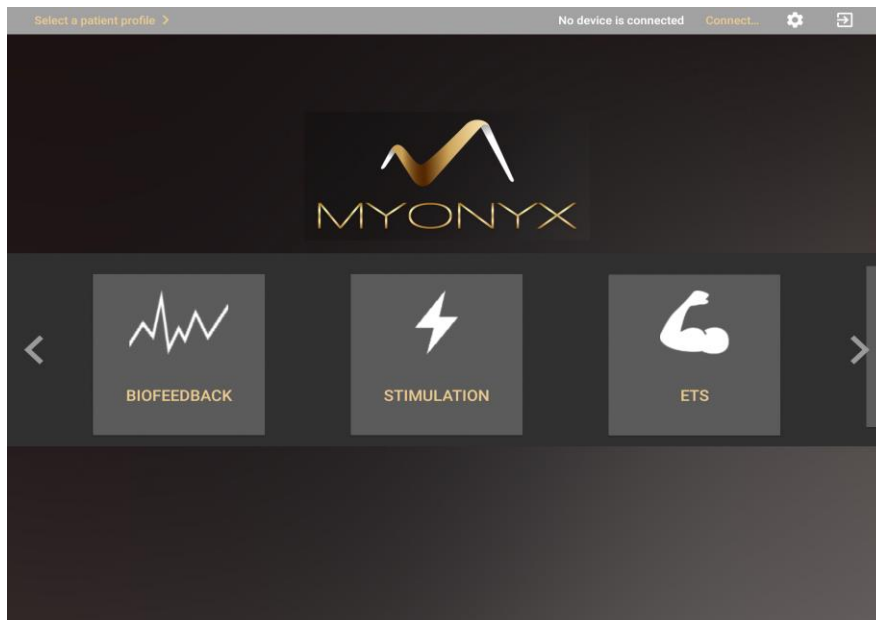 Select a patient profile
No device is connected Connect...
MYONYX
BIOFEEDBACK
STIMULATION
ETS